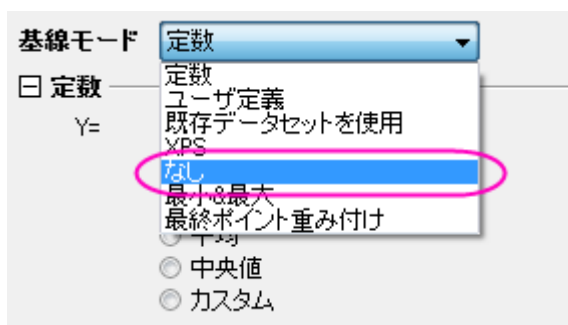 基線モード 定数
定数
定数
ユーザ定義
Y=
既存データセットを使用
XPS
なし
最小&最大
最終ポイント重み付け
平均
中央値
カスタム